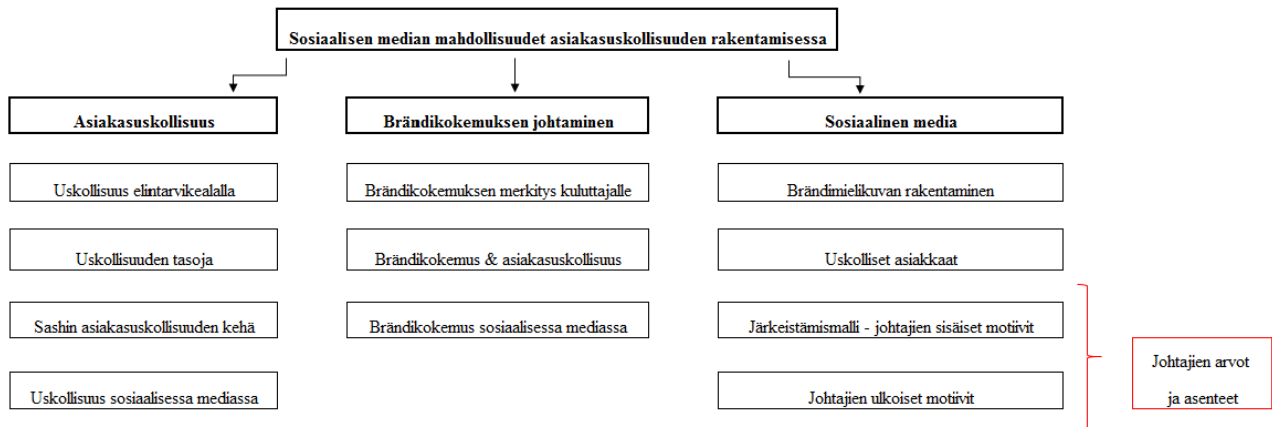 Sosiaalisen median mahdollisuudet asiakasuskollisuuden rakentamisessa
Asiakasuskollisuus
Brändikokemuksen johtaminen
Sosiaalinen media
Uskollisuus elintarvikealalla
Brändikokemuksen merkitys kuluttajalle
Brändimielikuvan rakentaminen
Uskollisuuden tasoja
Brändikokemus & asiakasuskollisuus
Uskolliset asiakkaat
Sashin asiakasuskollisuuden kehä
Brändikokemus sosiaalisessa mediassa
Järkeistämismalli - johtajien sisäiset motiivit
Uskollisuus sosiaalisessa mediassa
Johtajien ulkoiset motiivit
Johtajien arvot
ja asenteet